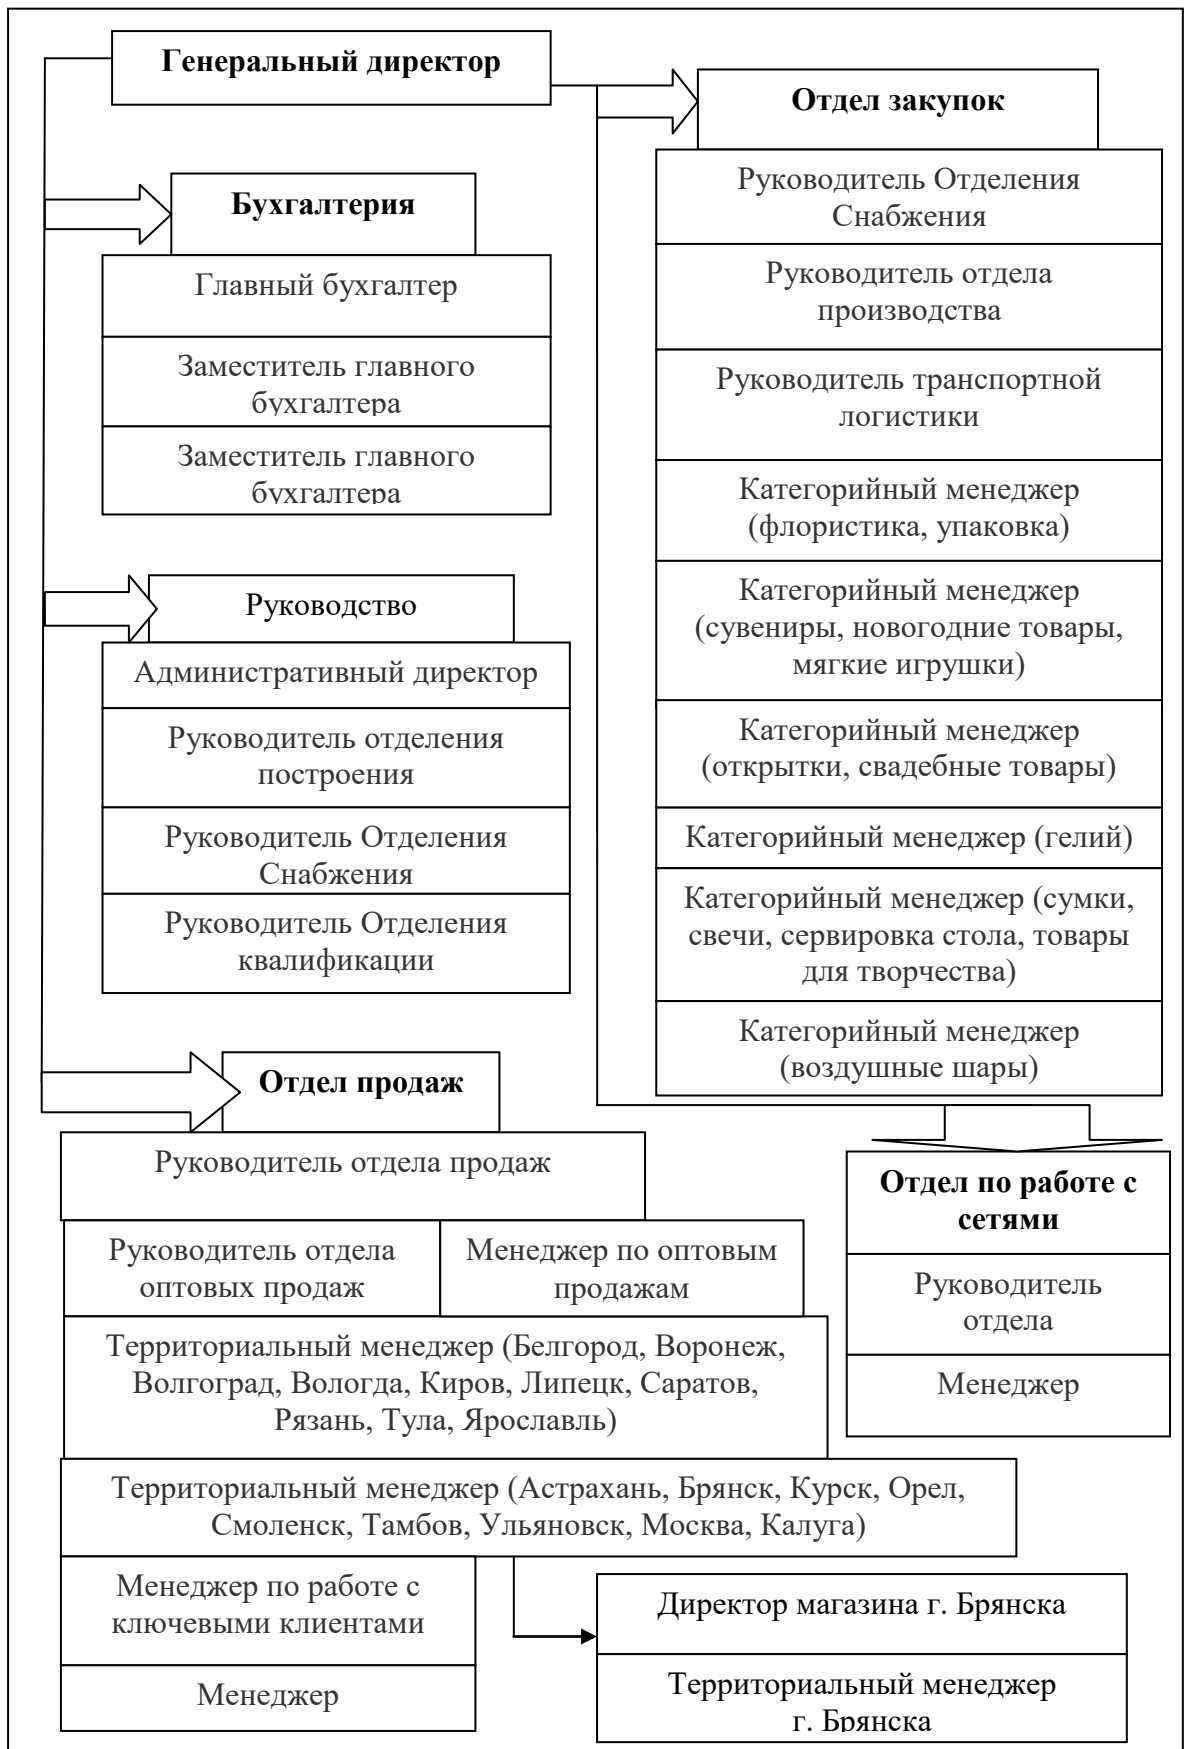 Генеральный директор
Бухгалтерия
Главный бухгалтер
Заместитель главного
бухгалтера
Заместитель главного
бухгалтера
Руководство
Административный директор
Руководитель отделения
построения
Руководитель Отделения
Снабжения
Руководитель Отделения
квалификации
Отдел закупок
Руководитель Отделения
Снабжения
Руководитель отдела
производства
Руководитель транспортной
логистики
Категорийный менеджер
(флористика, упаковка)
Категорийный менеджер
(сувениры, новогодние товары,
мягкие игрушки)
Категорийный менеджер
(открытки, свадебные товары)
Категорийный менеджер (гелий)
Категорийный менеджер (сумки,
свечи, сервировка стола, товары
для творчества)
Категорийный менеджер
(воздушные шары)
Отдел продаж
Руководитель отдела продаж
Руководитель отдела
оптовых продаж
Менеджер по оптовым
продажам
Территориальный менеджер (Белгород, Воронеж,
Волгоград, Вологда, Киров, Липецк, Саратов,
Рязань, Тула, Ярославль)
Территориальный менеджер (Астрахань, Брянск, Курск, Орел,
Смоленск, Тамбов, Ульяновск, Москва, Калуга)
Менеджер по работе с
ключевыми клиентами
Менеджер
Отдел по работе с
сетями
Руководитель
отдела
Менеджер
Директор магазина г. Брянска
Территориальный менеджер
г. Брянска